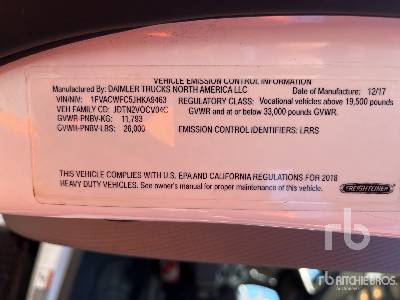 VEHICLE EMISSION CONTROL INFORMATION
Manufactured By: DAIMLER TRUCKS NORTH AMERICA LLC Date of Manufacture: 12/17
VIN/NIV: 1FVACWFC5JHKA9463 REGULATORY CLASS: Vocational vehicles above 19,500 pounds
VEH FAMILY CD: JDTN2VOCV04C GVWR and at or below 33,000 pounds GVWR.
GVWR-PNBV-KG: 11,793
GVWR-PNBV-LBS: 26,000 EMISSION CONTROL IDENTIFIERS: LRRS
THIS VEHICLE COMPLIES WITH U.S. EPA AND CALIFORNIA REGULATIONS FOR 2018
HEAVY DUTY VEHICLES. See owner's manual for proper maintenance of this vehicle.
FREIGHTLINER
rb
rb RITCHIE BROS.
Auctioneers